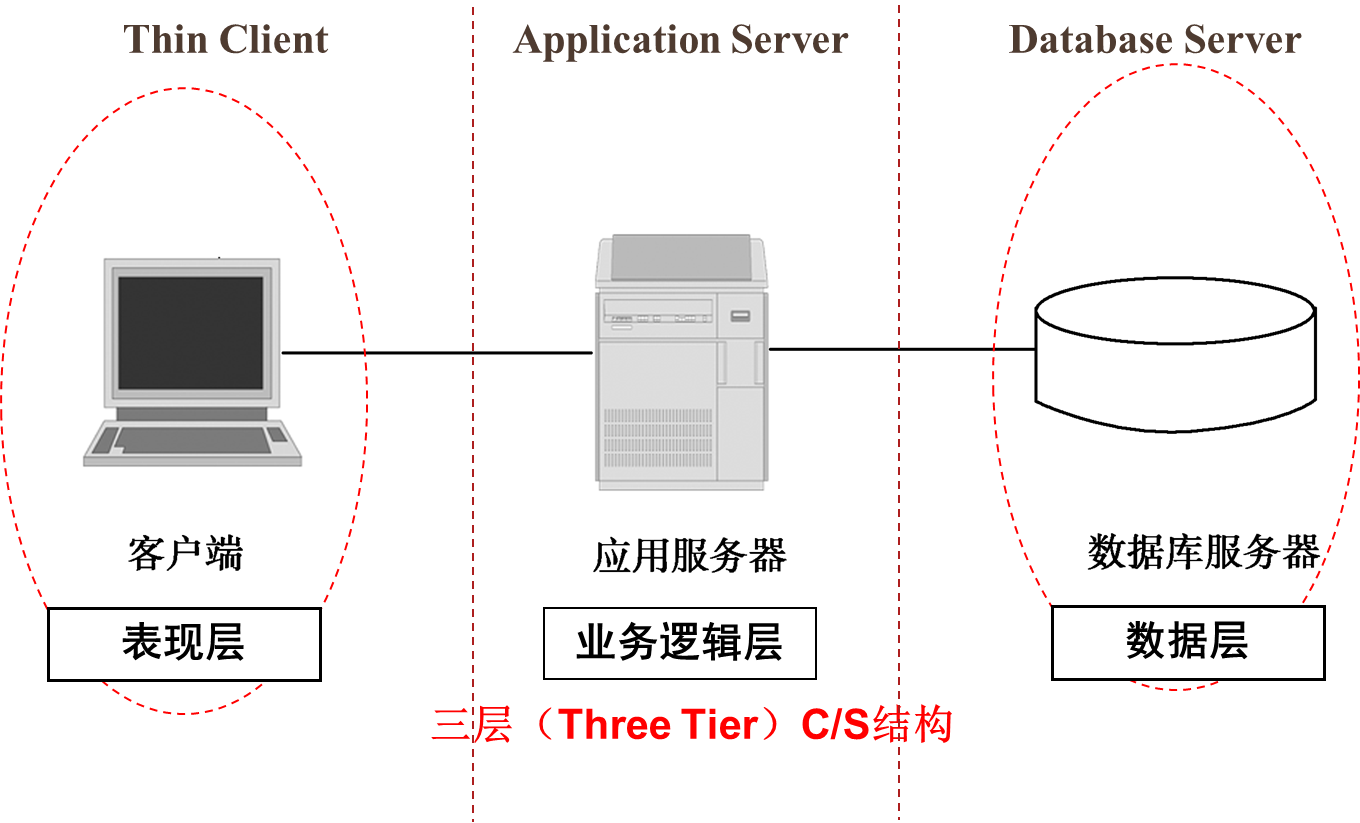 Thin Client
Application Server
Database Server
客户端
应用服务器
数据库服务器
表现层
业务逻辑层
数据层
三层（Three Tier）C/S结构